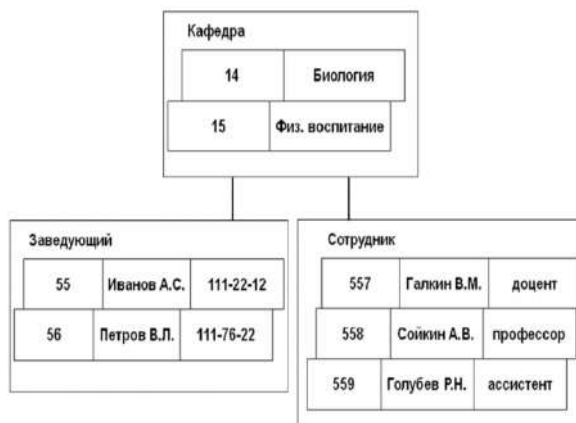 Кафедра
14 Биология
15 Физ. воспитание
Заведующий
55 Иванов А.С. 111-22-12
56 Петров В.Л. 111-76-22
Сотрудник
557 Галкин В.М. доцент
558 Сойкин А.В. профессор
559 Голубев Р.Н. ассистент